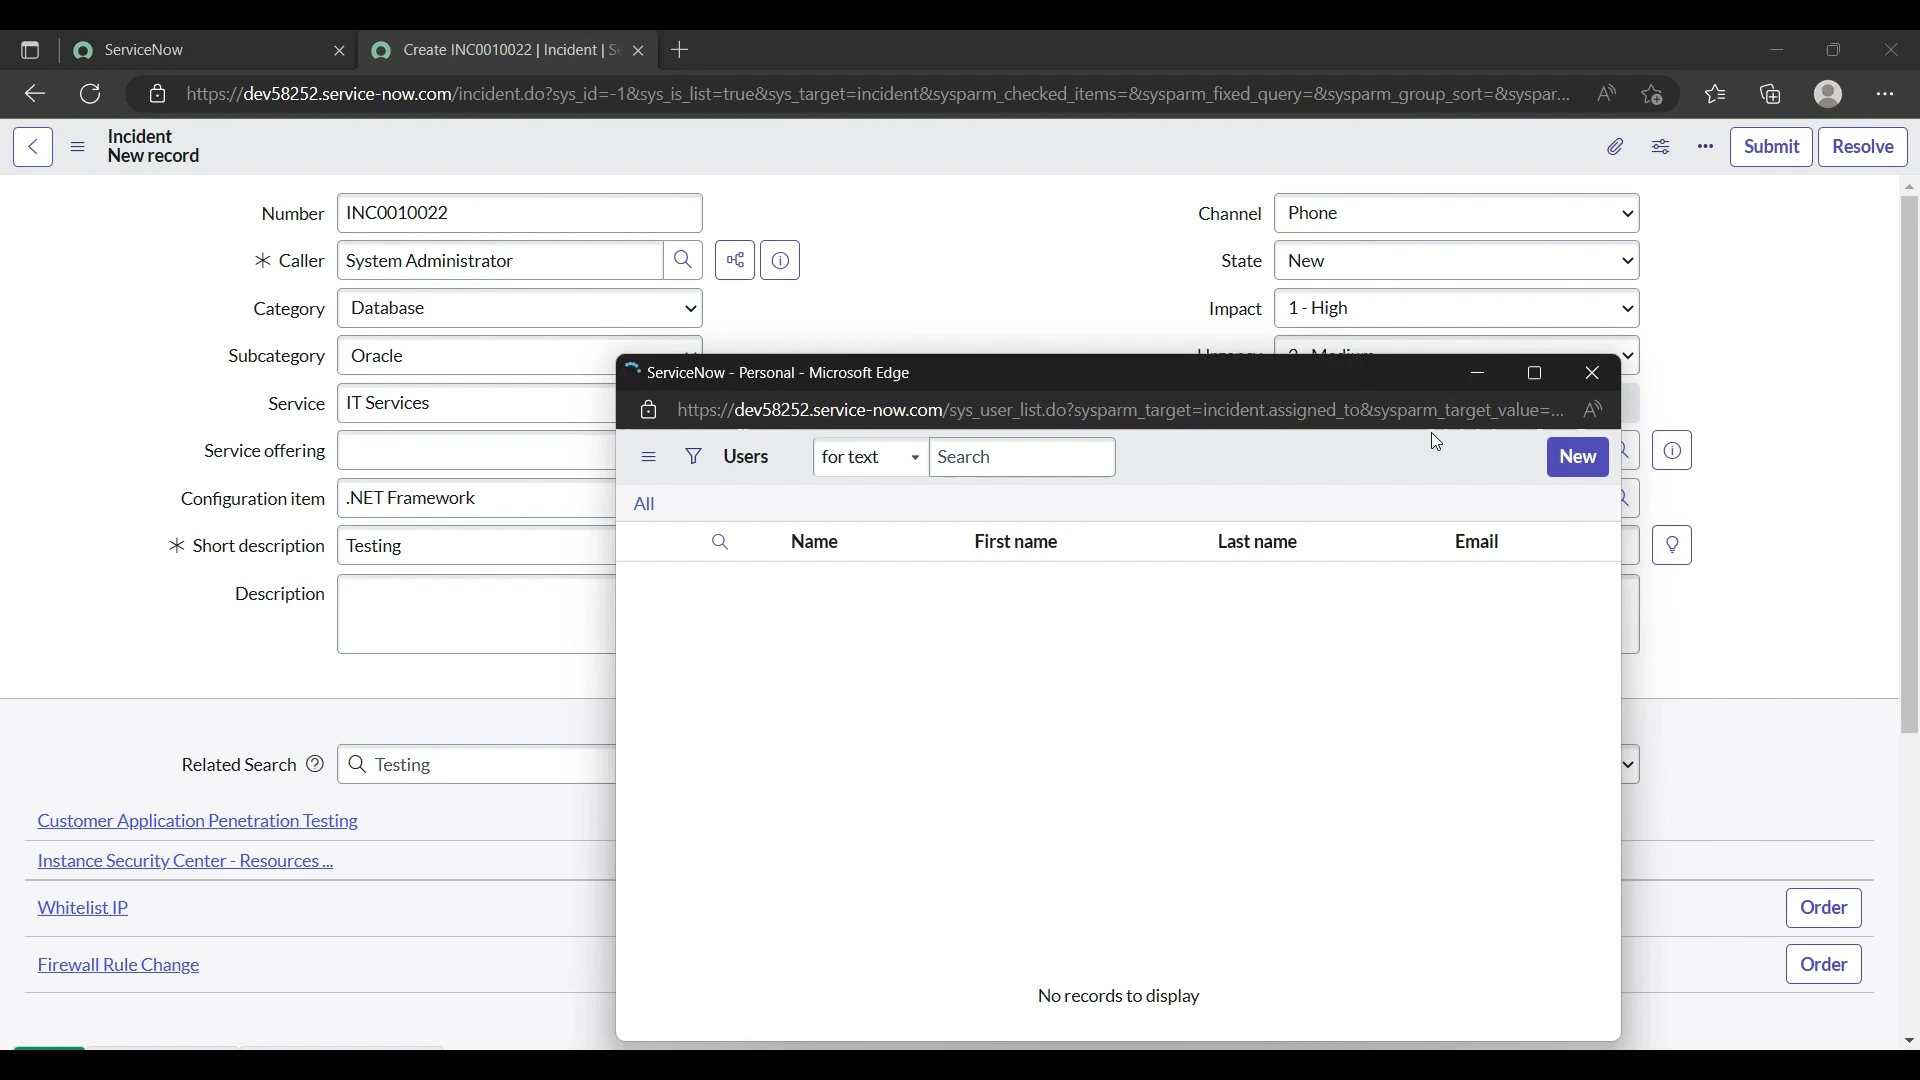 ServiceNow
Create INC0010022 | Incident | Se
https://dev58252.service-now.com/incident.do?sys_id=-1&sys_is_list=true&sys_target=incident&sysparm_checked_items=&sysparm_fixed_query=&sysparm_group_sort=&syspar...
Incident
New record
Submit
Resolve
Number INC0010022
Channel Phone
Caller System Administrator
State New
Category Database
Impact 1 - High
Subcategory Oracle
Service IT Services
Service offering
Configuration item .NET Framework
Short description Testing
Description
ServiceNow - Personal - Microsoft Edge
https://dev58252.service-now.com/sys_user_list.do?sysparm_target=incident.assigned_to&sysparm_target_value=...
Users
for text
Search
New
All
Name First name Last name Email
No records to display
Related Search Testing
Customer Application Penetration Testing
Instance Security Center - Resources ...
Whitelist IP
Order
Firewall Rule Change
Order